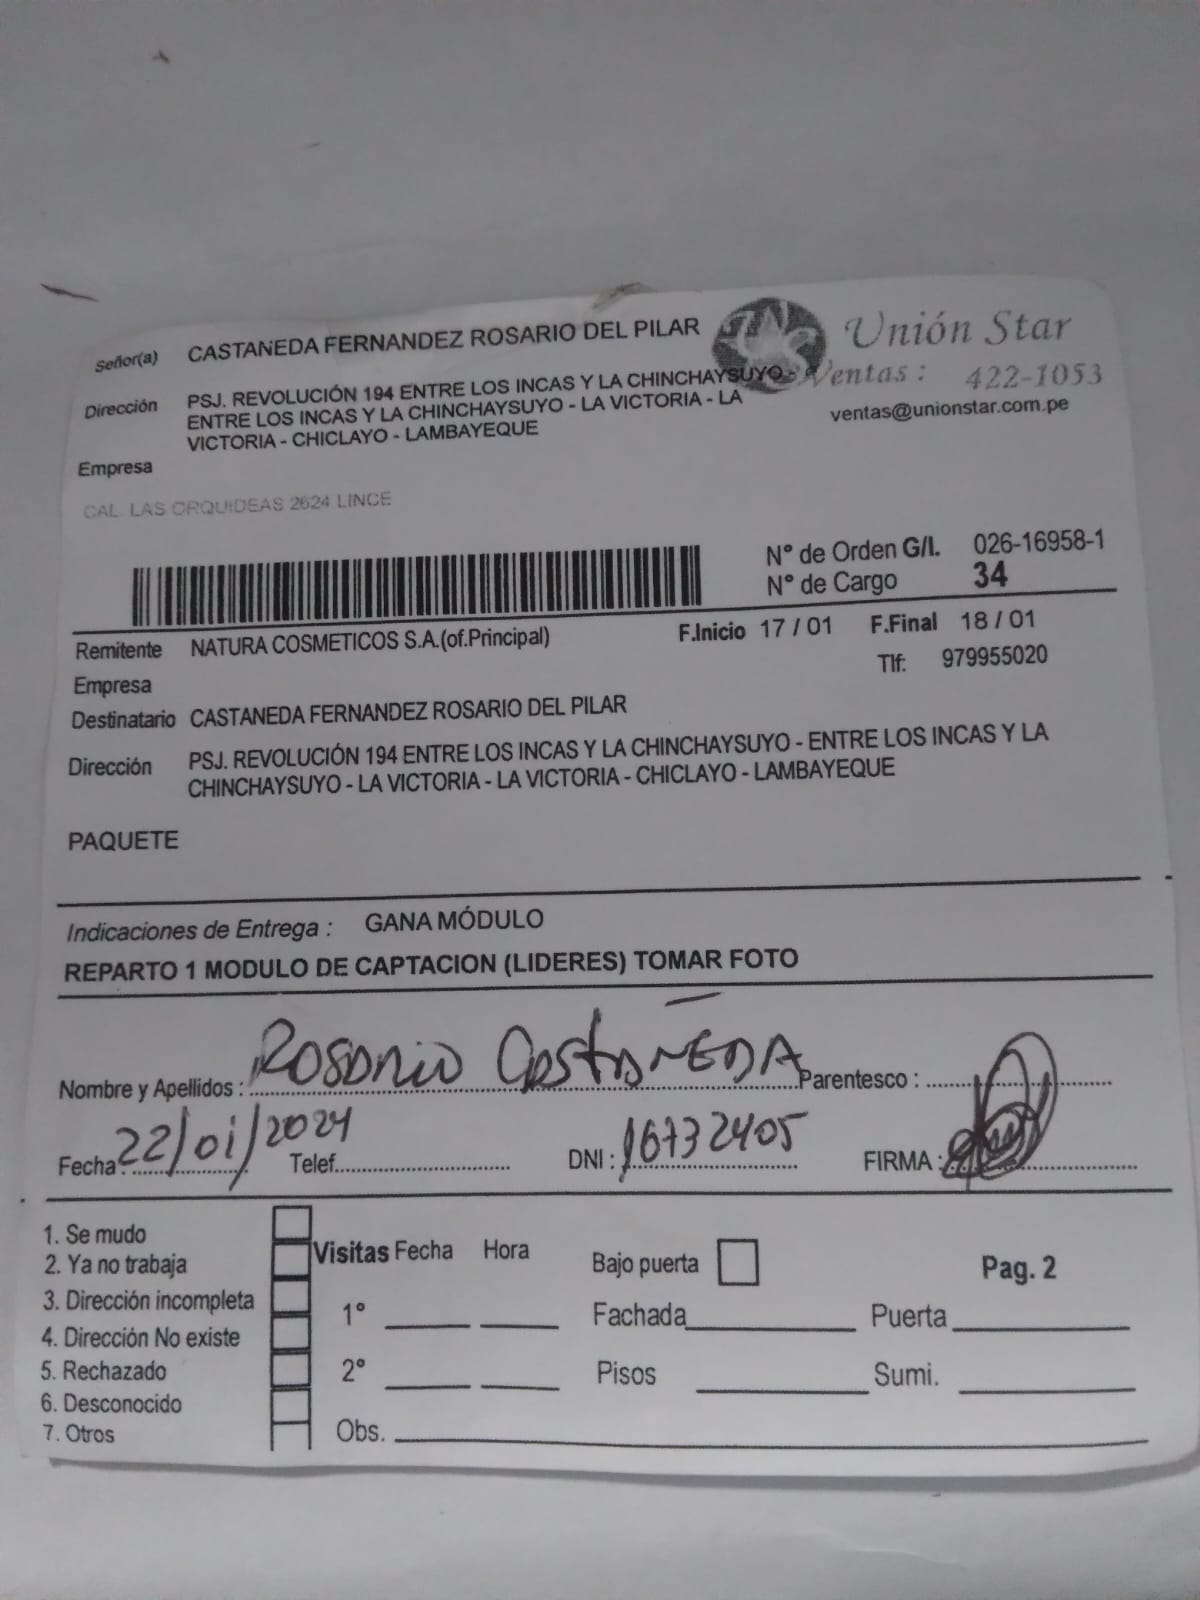 Señor(a) CASTAÑEDA FERNANDEZ ROSARIO DEL PILAR
Unión Star
Ventas: 422-1053
ventas@unionstar.com.pe
Dirección PSJ. REVOLUCIÓN 194 ENTRE LOS INCAS Y LA CHINCHAYSUYO -
ENTRE LOS INCAS Y LA CHINCHAYSUYO - LA VICTORIA - LA
VICTORIA - CHICLAYO - LAMBAYEQUE
Empresa
CAL. LAS ORQUIDEAS 2624 LINCE
N° de Orden G/I. 026-16958-1
N° de Cargo 34
Remitente NATURA COSMETICOS S.A.(of.Principal) F.Inicio 17 / 01 F.Final 18 / 01
Tlf: 979955020
Empresa
Destinatario CASTAÑEDA FERNANDEZ ROSARIO DEL PILAR
Dirección PSJ. REVOLUCIÓN 194 ENTRE LOS INCAS Y LA CHINCHAYSUYO - ENTRE LOS INCAS Y LA
CHINCHAYSUYO - LA VICTORIA - LA VICTORIA - CHICLAYO - LAMBAYEQUE
PAQUETE
Indicaciones de Entrega : GANA MÓDULO
REPARTO 1 MODULO DE CAPTACION (LIDERES) TOMAR FOTO
Nombre y Apellidos : Rosario CastAÑEDA Parentesco :
Fecha : 22/01/2024 Telef. DNI : 16732405 FIRMA :
1. Se mudo
2. Ya no trabaja
3. Dirección incompleta
4. Dirección No existe
5. Rechazado
6. Desconocido
7. Otros
Visitas Fecha Hora
1°
2°
Obs.
Bajo puerta
Pag. 2
Fachada Puerta
Pisos Sumi.